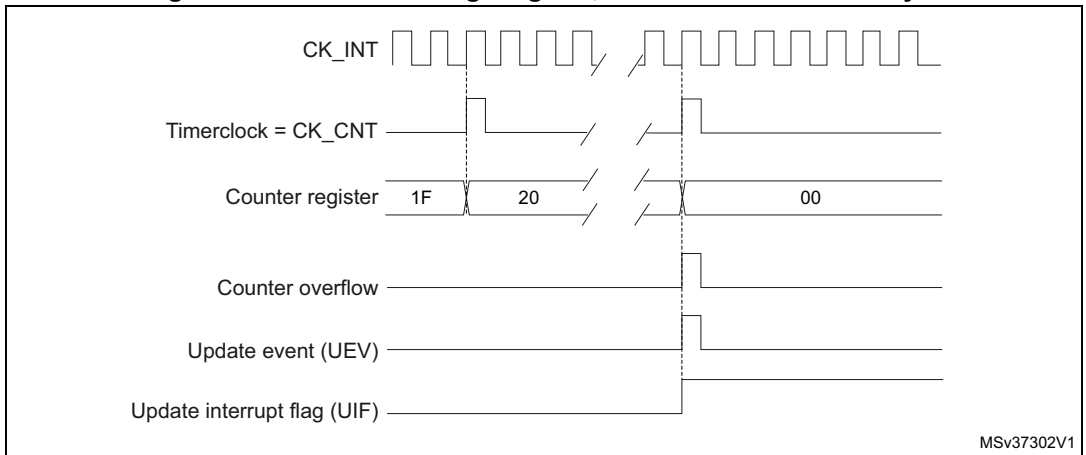 CK_INT
Timerclock = CK_CNT
Counter register 1F 20 00
Counter overflow
Update event (UEV)
Update interrupt flag (UIF)
MSv37302V1